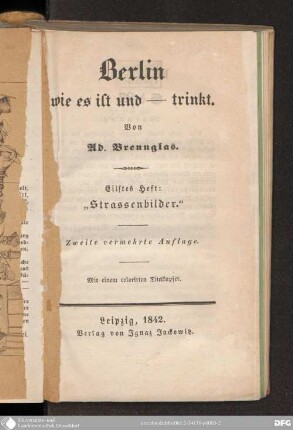 Berlin
wie es ist und — trinkt.
Von
Ad. Brennglas.
Eilftes Heft:
„Strassenbilder.“
Zweite vermehrte Auflage.
Mit einem colorirten Titelkupfer.
Leipzig, 1842.
Verlag von Ignaz Jackowitz.
DFG